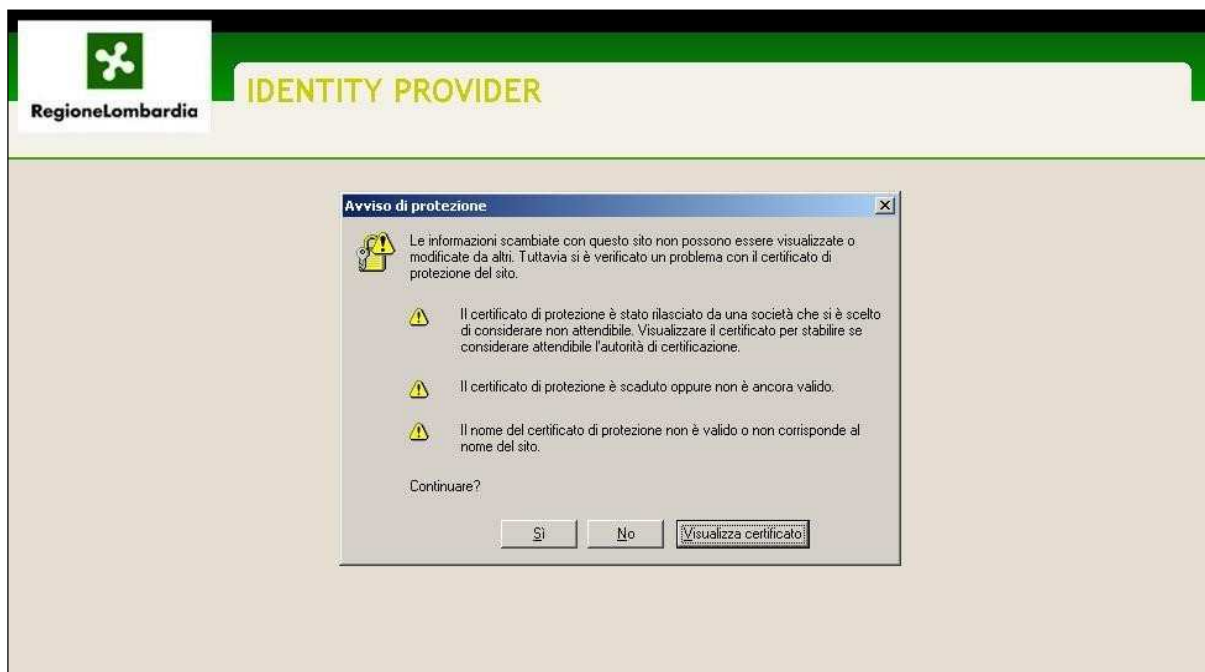 RegioneLombardia
IDENTITY PROVIDER
Avviso di protezione
Le informazioni scambiate con questo sito non possono essere visualizzate o
modificate da altri. Tuttavia si è verificato un problema con il certificato di
protezione del sito.
Il certificato di protezione è stato rilasciato da una società che si è scelto
di considerare non attendibile. Visualizzare il certificato per stabilire se
considerare attendibile l'autorità di certificazione.
Il certificato di protezione è scaduto oppure non è ancora valido.
Il nome del certificato di protezione non è valido o non corrisponde al
nome del sito.
Continuare?
Sì No Visualizza certificato